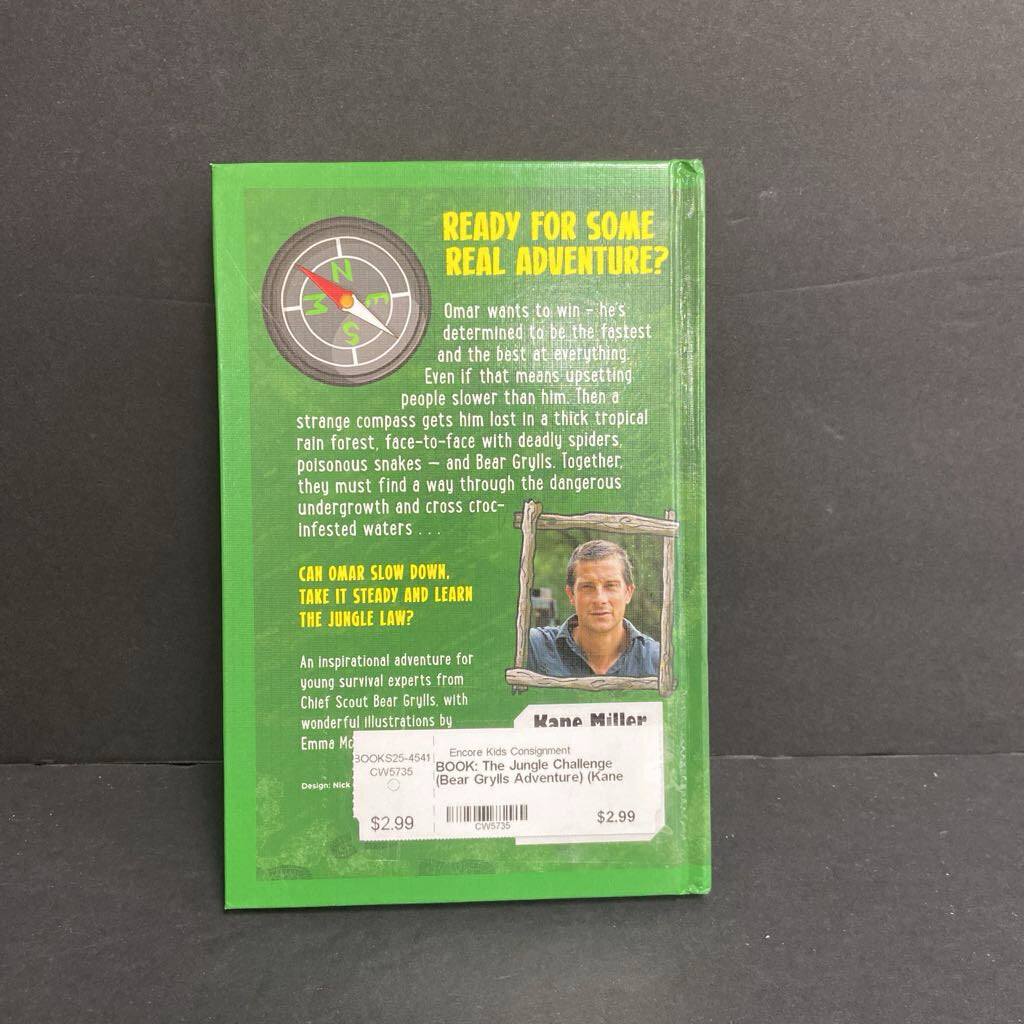 READY FOR SOME
REAL ADVENTURE?
N
E
S
W
Omar wants to win – he's
determined to be the fastest
and the best at everything.
Even if that means upsetting
people slower than him. Then a
strange compass gets him lost in a thick tropical
rain forest, face-to-face with deadly spiders,
poisonous snakes – and Bear Grylls. Together,
they must find a way through the dangerous
undergrowth and cross croc-
infested waters . . .
CAN OMAR SLOW DOWN,
TAKE IT STEADY AND LEARN
THE JUNGLE LAW?
An inspirational adventure for
young survival experts from
Chief Scout Bear Grylls, with
wonderful illustrations by
Emma
Design: Nick
Kane Miller
BOOKS25-4541
CW5735
$2.99
Encore Kids Consignment
BOOK: The Jungle Challenge
(Bear Grylls Adventure) (Kane
CW5735
$2.99